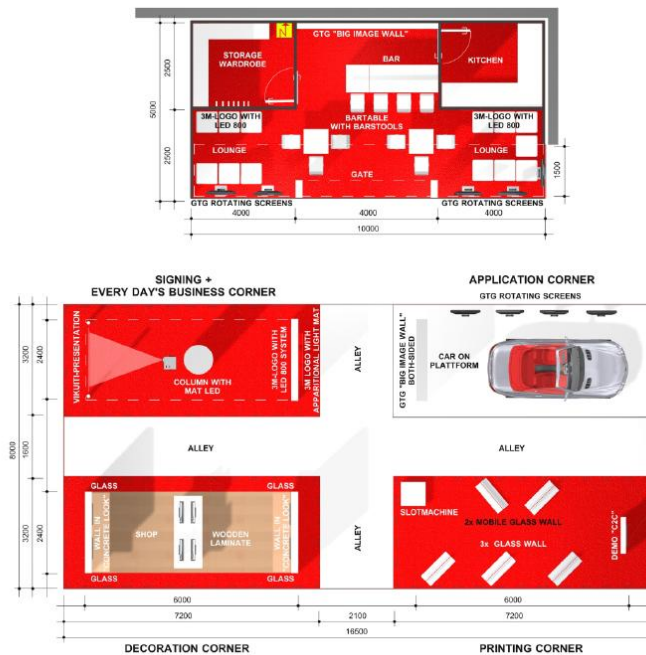 GTG "BIG IMAGE WALL"
STORAGE
WARDROBE
BAR
KITCHEN
2500
5000
2500
1500
3M-LOGO WITH
LED 800
BARTABLE
WITH BARSTOOLS
3M-LOGO WITH
LED 800
LOUNGE
LOUNGE
GATE
GTG ROTATING SCREENS
GTG ROTATING SCREENS
4000
4000
4000
10000
SIGNING +
EVERY DAY'S BUSINESS CORNER
APPLICATION CORNER
GTG ROTATING SCREENS
VIKUITI-PRESENTATION
COLUMN WITH
MAT LED
3M-LOGO WITH
LED 800 SYSTEM
3M LOGO WITH
APPARITIONAL LIGHT MAT
ALLEY
GTG "BIG IMAGE WALL"
BOTH-SIDED
CAR ON
PLATTFORM
3200
2400
8000
1600
3200
2400
ALLEY
ALLEY
GLASS
GLASS
WALL IN
"CONCRETE LOOK"
SHOP
WOODEN
LAMINATE
WALL IN
"CONCRETE LOOK"
GLASS
GLASS
ALLEY
SLOTMACHINE
2x MOBILE GLASS WALL
3x GLASS WALL
DEMO "C2C"
6000
6000
7200
2100
7200
16500
DECORATION CORNER
PRINTING CORNER